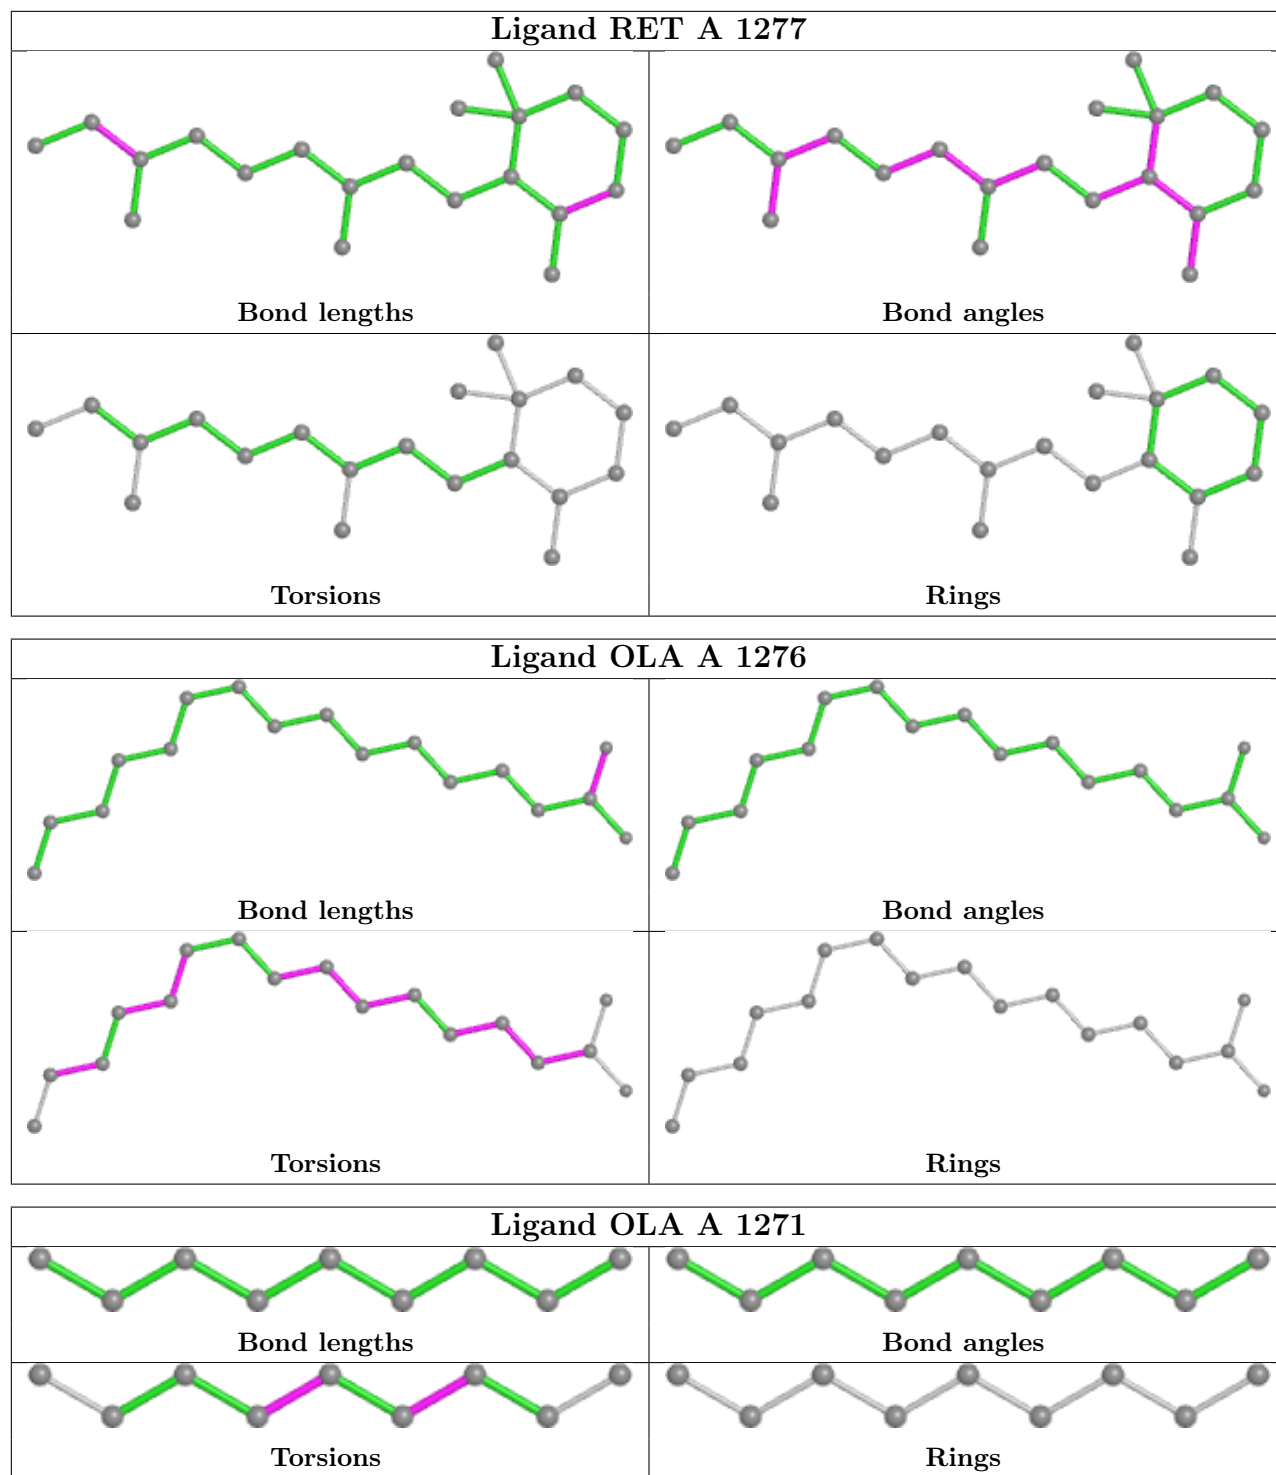 Ligand RET A 1277
Bond lengths
Bond angles
Torsions
Rings
Ligand OLA A 1276
Bond lengths
Bond angles
Torsions
Rings
Ligand OLA A 1271
Bond lengths
Bond angles
Torsions
Rings